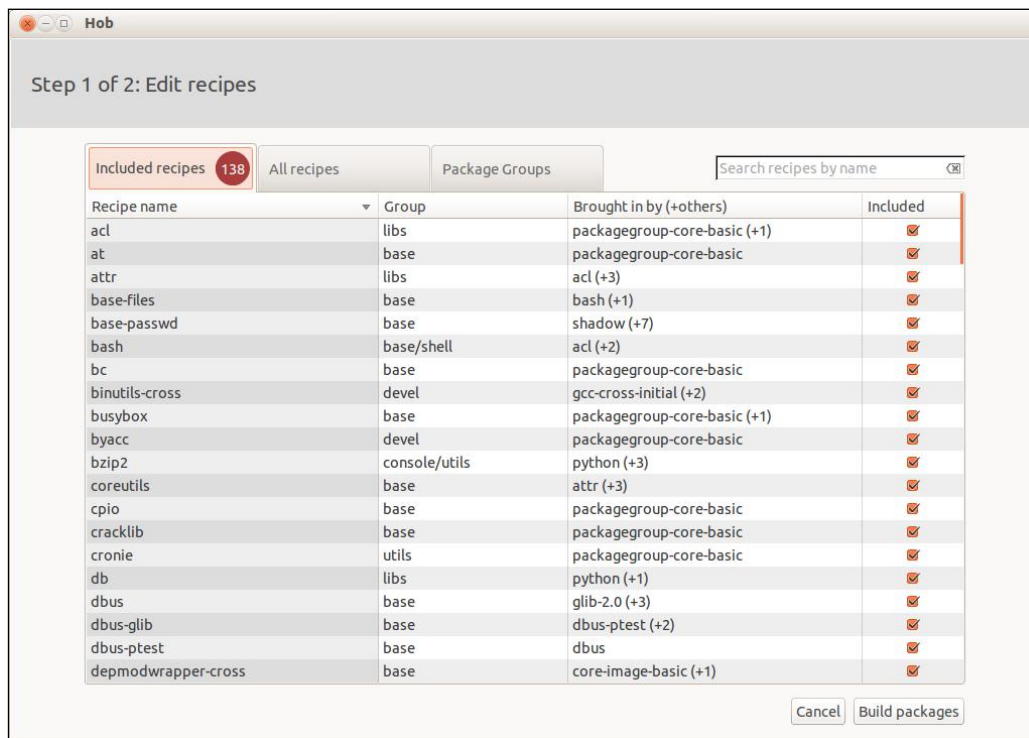 Hob
Step 1 of 2: Edit recipes
Included recipes 138 All recipes Package Groups Search recipes by name
Recipe name Group Brought in by (+others) Included
acl libs packagegroup-core-basic (+1)
at base packagegroup-core-basic
attr libs acl (+3)
base-files base bash (+1)
base-passwd base shadow (+7)
bash base/shell acl (+2)
bc base packagegroup-core-basic
binutils-cross devel gcc-cross-initial (+2)
busybox base packagegroup-core-basic (+1)
byacc devel packagegroup-core-basic
bzip2 console/utils python (+3)
coreutils base attr (+3)
cpio base packagegroup-core-basic
cracklib base packagegroup-core-basic
cronie utils packagegroup-core-basic
db libs python (+1)
dbus base glib-2.0 (+3)
dbus-glib base dbus-ptest (+2)
dbus-ptest base dbus
depmodwrapper-cross base core-image-basic (+1)
Cancel Build packages